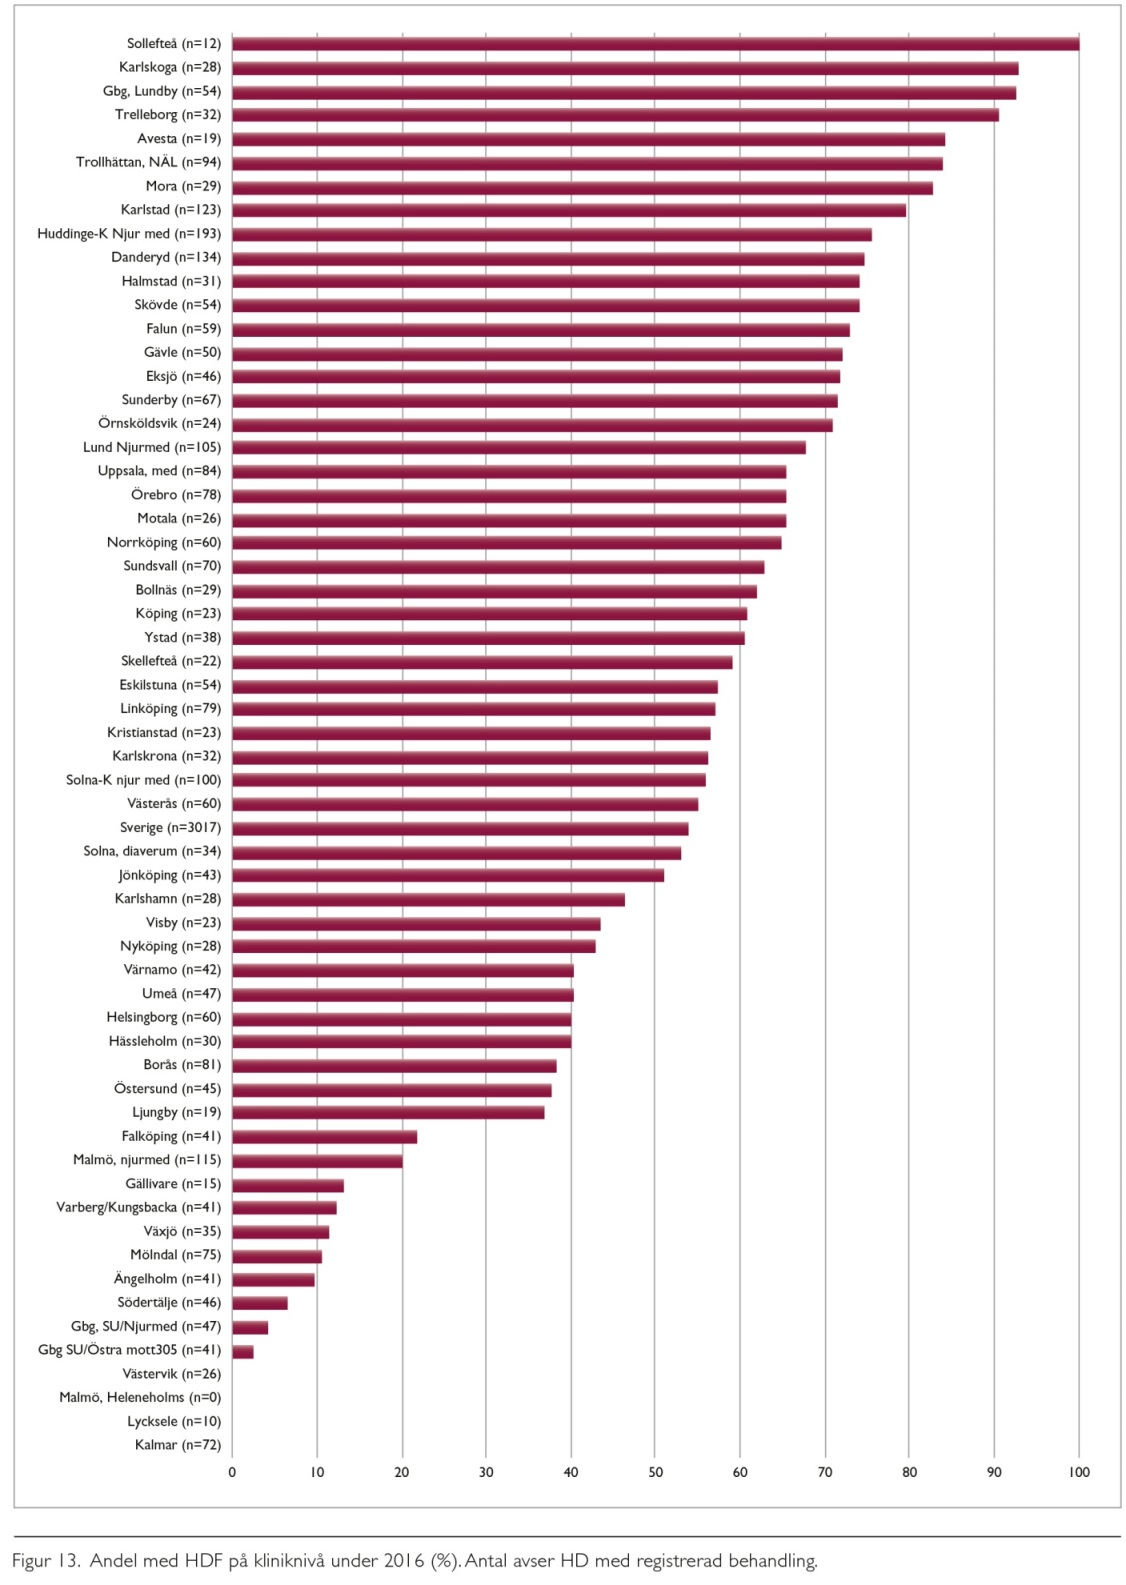 Sollefteå (n=12)
Karlskoga (n=28)
Gbg, Lundby (n=54)
Trelleborg (n=32)
Avesta (n=19)
Trollhättan, NÄL (n=94)
Mora (n=29)
Karlstad (n=123)
Huddinge-K Njur med (n=193)
Danderyd (n=134)
Halmstad (n=31)
Skövde (n=54)
Falun (n=59)
Gävle (n=50)
Eksjö (n=46)
Sunderby (n=67)
Örnsköldsvik (n=24)
Lund Njurmed (n=105)
Uppsala, med (n=84)
Örebro (n=78)
Motala (n=26)
Norrköping (n=60)
Sundsvall (n=70)
Bollnäs (n=29)
Köping (n=23)
Ystad (n=38)
Skellefteå (n=22)
Eskilstuna (n=54)
Linköping (n=79)
Kristianstad (n=23)
Karlskrona (n=32)
Solna-K njur med (n=100)
Västerås (n=60)
Sverige (n=3017)
Solna, diaverum (n=34)
Jönköping (n=43)
Karlshamn (n=28)
Visby (n=23)
Nyköping (n=28)
Värnamo (n=42)
Umeå (n=47)
Helsingborg (n=60)
Hässleholm (n=30)
Borås (n=81)
Östersund (n=45)
Ljungby (n=19)
Falköping (n=41)
Malmö, njurmed (n=115)
Gällivare (n=15)
Varberg/Kungsbacka (n=41)
Växjö (n=35)
Mölndal (n=75)
Ängelholm (n=41)
Södertälje (n=46)
Gbg, SU/Njurmed (n=47)
Gbg SU/Östra mott305 (n=41)
Västervik (n=26)
Malmö, Heleneholms (n=0)
Lycksele (n=10)
Kalmar (n=72)
0 10 20 30 40 50 60 70 80 90 100
Figur 13. Andel med HDF på kliniknivå under 2016 (%). Antal avser HD med registrerad behandling.